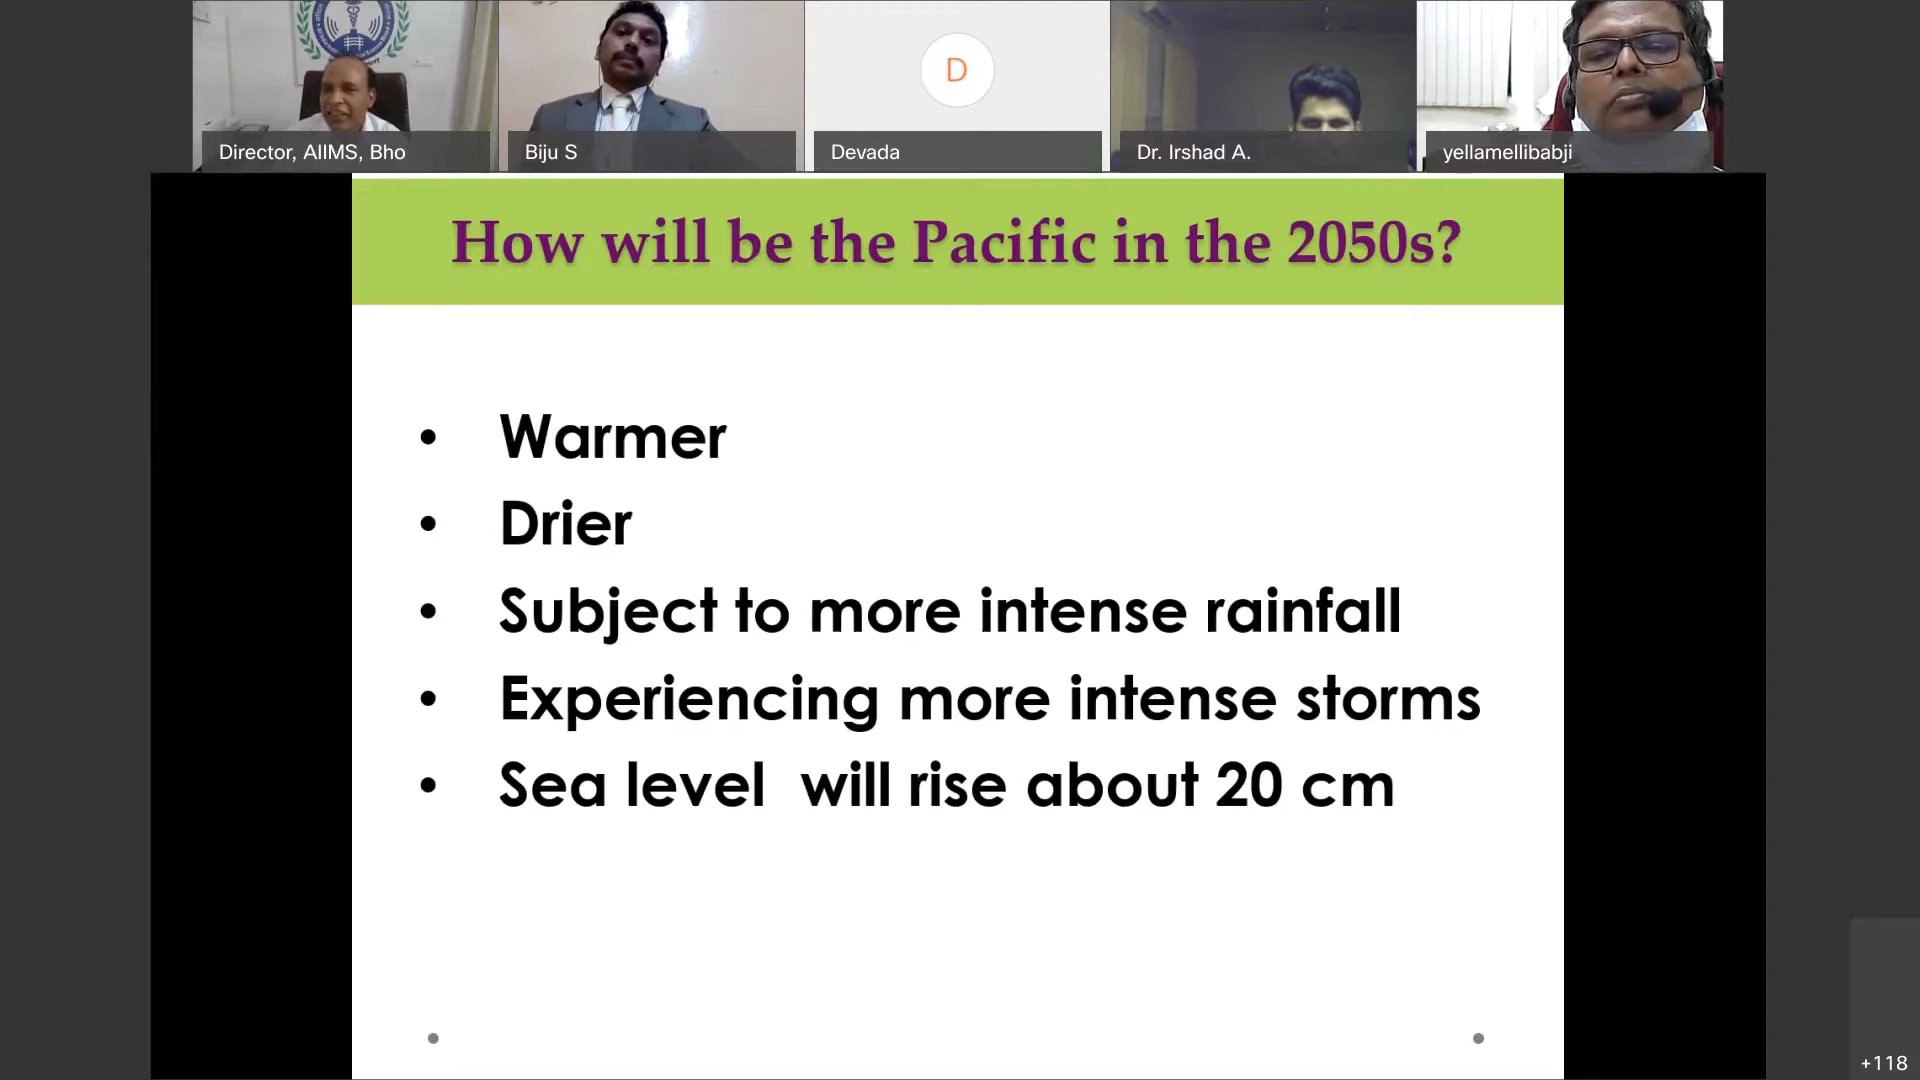 Director, AIIMS, Bho
Biju S
Devada
D
Dr. Irshad A.
yellamellibabji
How will be the Pacific in the 2050s?
• Warmer
• Drier
• Subject to more intense rainfall
• Experiencing more intense storms
• Sea level  will rise about 20 cm
+118